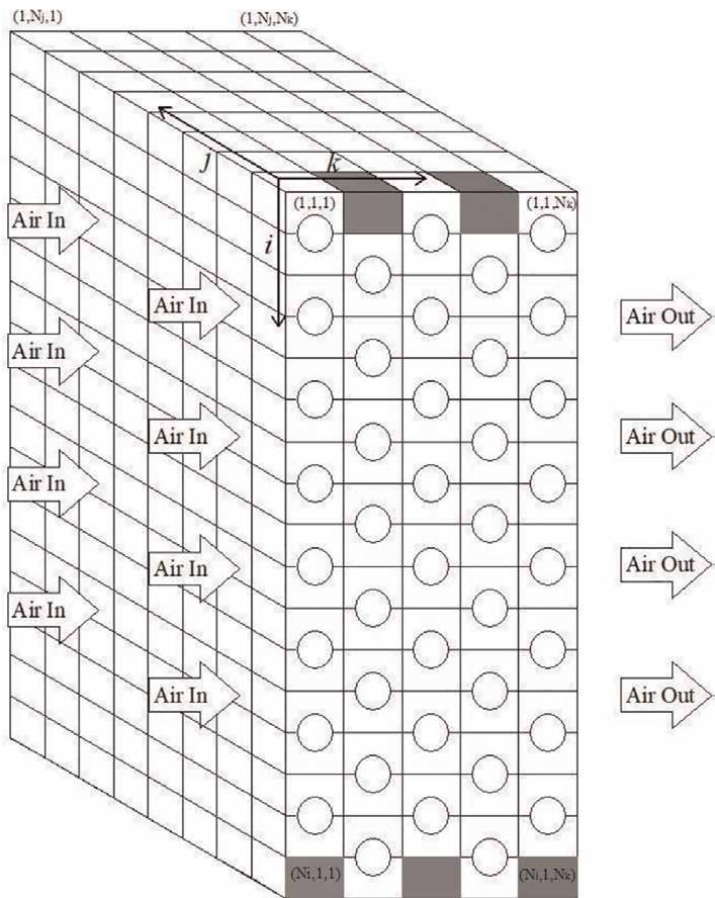 (1,Nj,1)
(1,Nj,Nk)
j
k
(1,1,1)
(1,1,Nk)
Air In
i
Air In
Air Out
Air In
Air In
Air Out
Air In
Air In
Air Out
Air In
Air In
Air Out
(Ni,1,1)
(Ni,1,Nk)